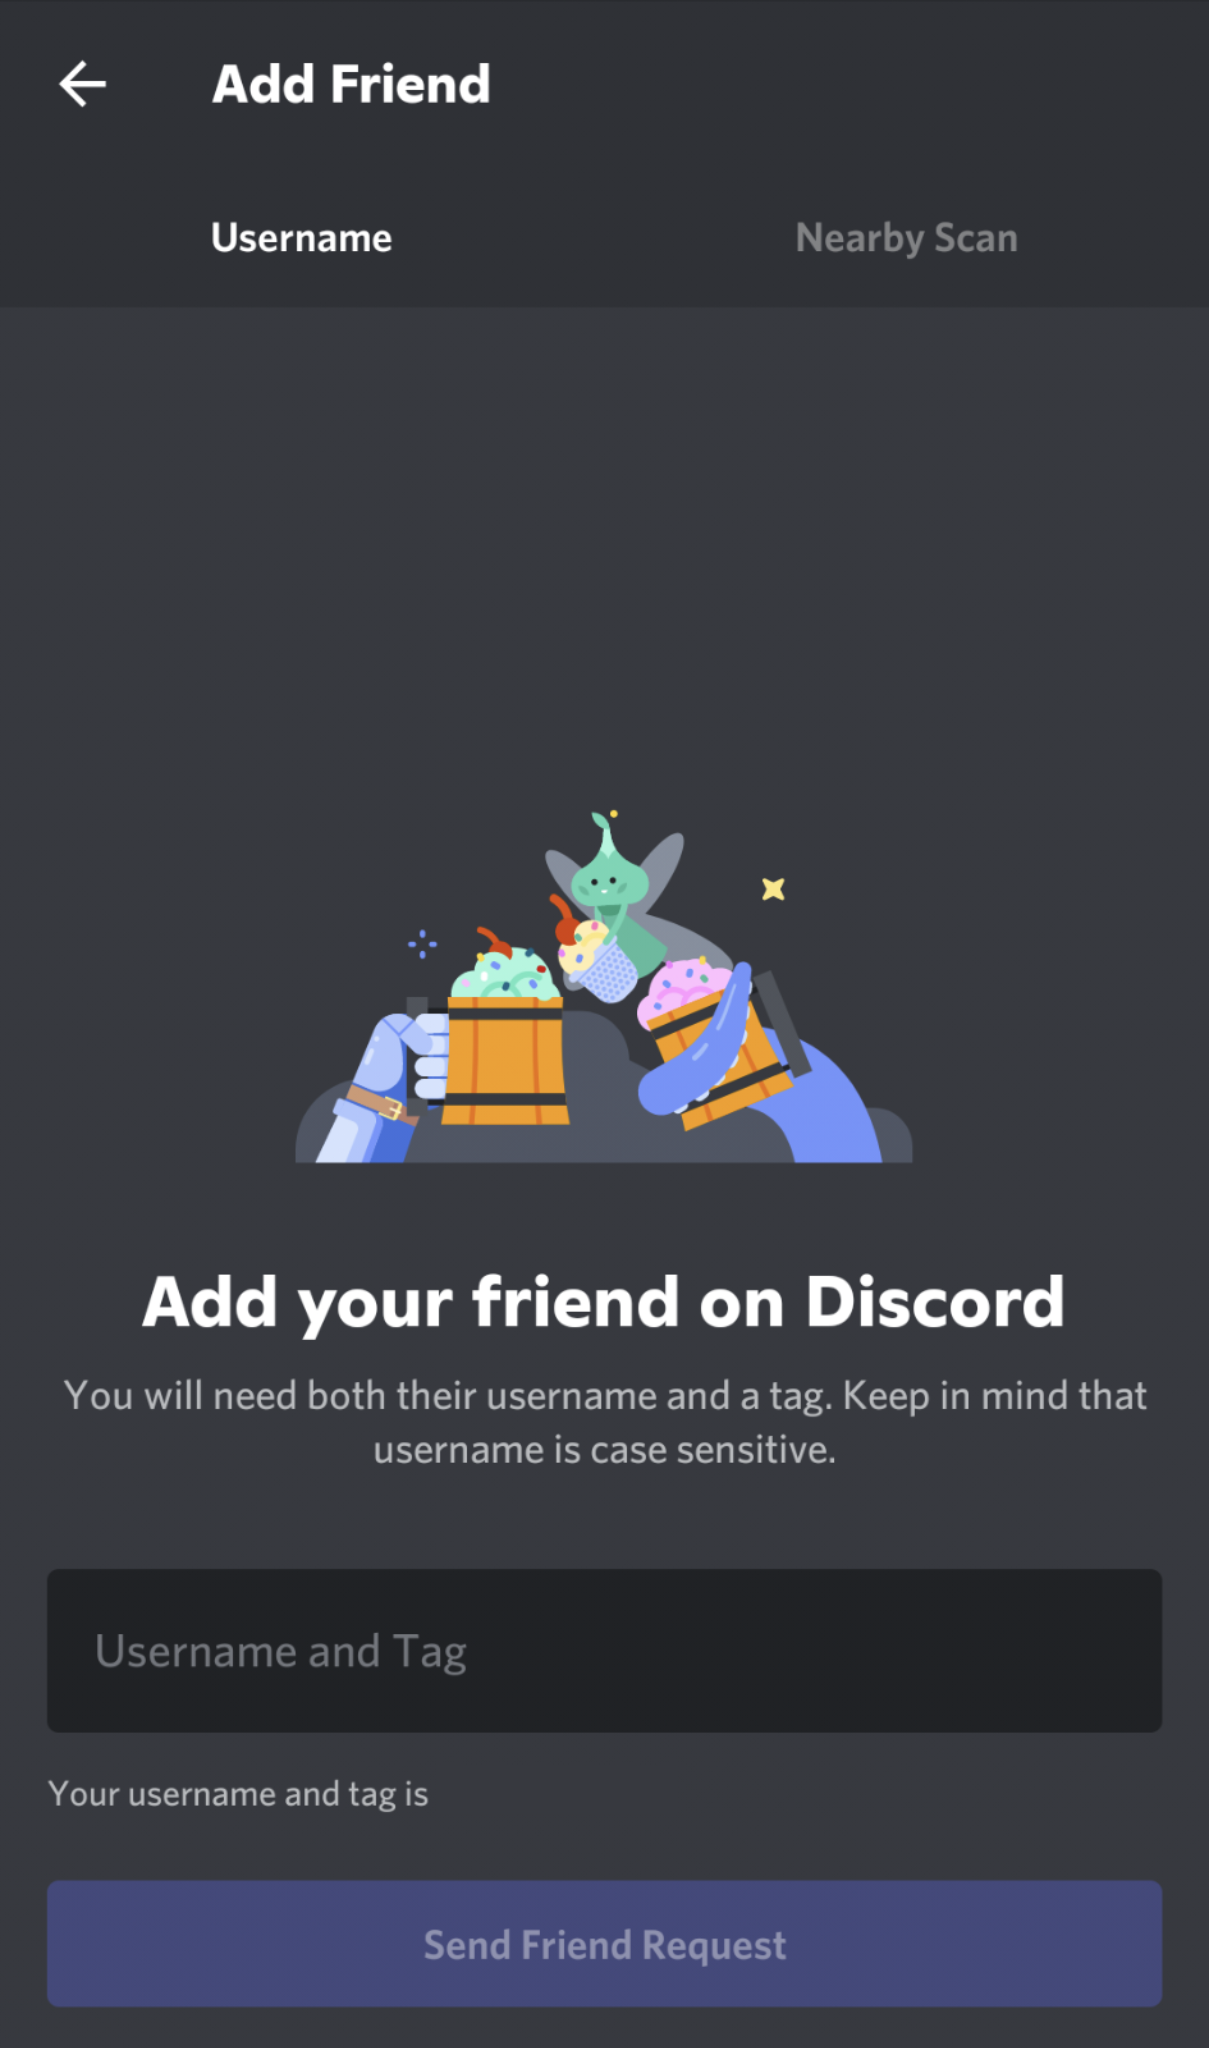 Add Friend
Username
Nearby Scan
Add your friend on Discord
You will need both their username and a tag. Keep in mind that
username is case sensitive.
Username and Tag
Your username and tag is
Send Friend Request